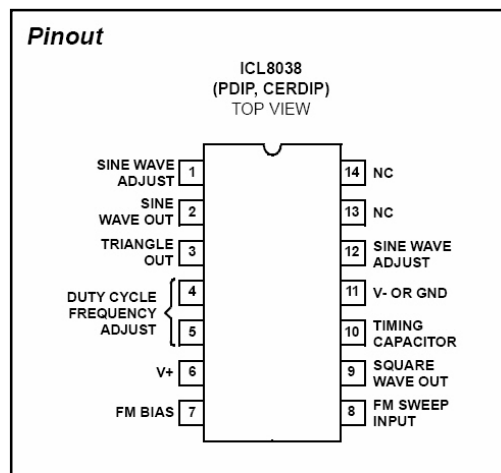 Pinout
ICL8038
(PDIP, CERDIP)
TOP VIEW
SINE WAVE
ADJUST
1
SINE
WAVE OUT
2
TRIANGLE
OUT
3
DUTY CYCLE
FREQUENCY
ADJUST
4
5
V+
6
FM BIAS
7
14
NC
13
NC
12
SINE WAVE
ADJUST
11
V- OR GND
10
TIMING
CAPACITOR
9
SQUARE
WAVE OUT
8
FM SWEEP
INPUT